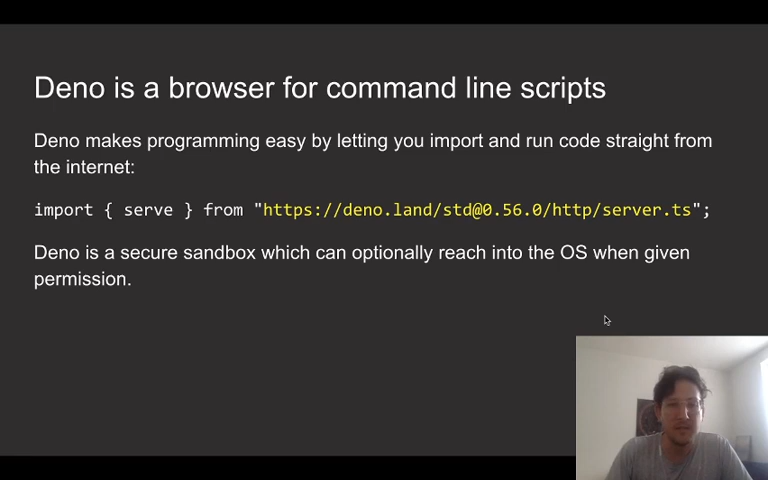 Deno is a browser for command line scripts
Deno makes programming easy by letting you import and run code straight from
the internet:
import { serve } from "https://deno.land/std@0.56.0/http/server.ts";
Deno is a secure sandbox which can optionally reach into the OS when given
permission.